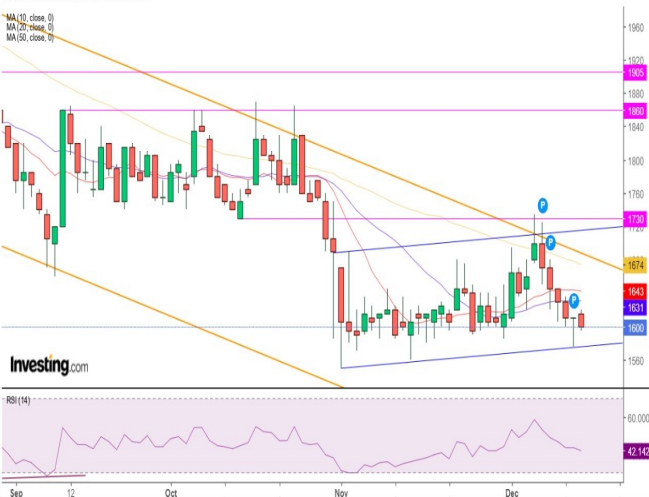 MA (10, close, 0)
MA (20, close, 0)
MA (50, close, 0)
1960
1920
1905
1880
1860
1840
1800
1760
1730
1674
1643
1631
1600
1560
P
P
P
Investing.com
RSI (14)
60.000
42.142
Sep
12
Oct
Nov
Dec